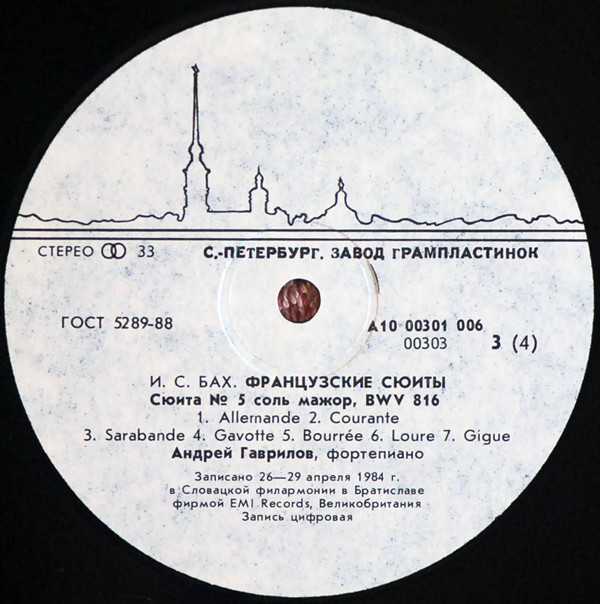 СТЕРЕО 33
С.-ПЕТЕРБУРГ. ЗАВОД ГРАМПЛАСТИНОК
ГОСТ 5289-88
А10 00301 006
00303 3 (4)
И. С. БАХ. ФРАНЦУЗСКИЕ СЮИТЫ
Сюита № 5 соль мажор, BWV 816
1. Allemande 2. Courante
3. Sarabande 4. Gavotte 5. Bourrée 6. Loure 7. Gigue
Андрей Гаврилов, фортепиано
Записано 26—29 апреля 1984 г.
в Словацкой филармонии в Братиславе
фирмой EMI Records, Великобритания
Запись цифровая